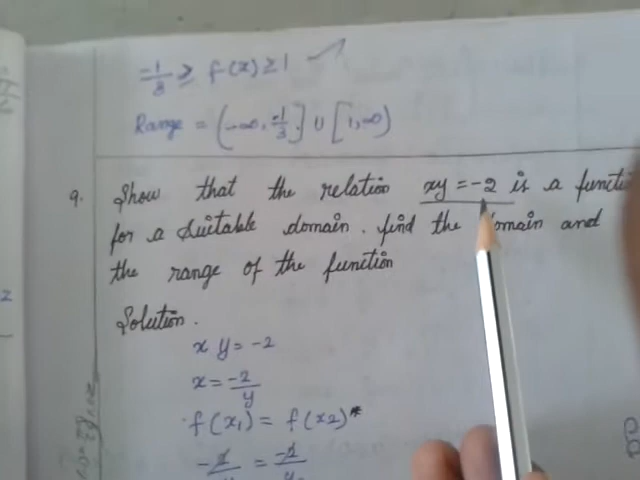 -1/3 ≥ f(x) ≥ 1
Range = (-∞, -1/3] ∪ [1, ∞)
9. Show that the relation xy = -2 is a functi
for a suitable domain. find the domain and
the range of the function
Solution.
x y = -2
x = -2/y
f(x₁) = f(x₂)*